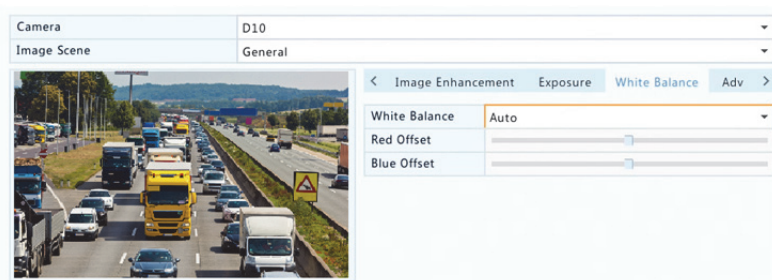 Camera D10
Image Scene General
< Image Enhancement Exposure White Balance Adv >
White Balance Auto
Red Offset
Blue Offset